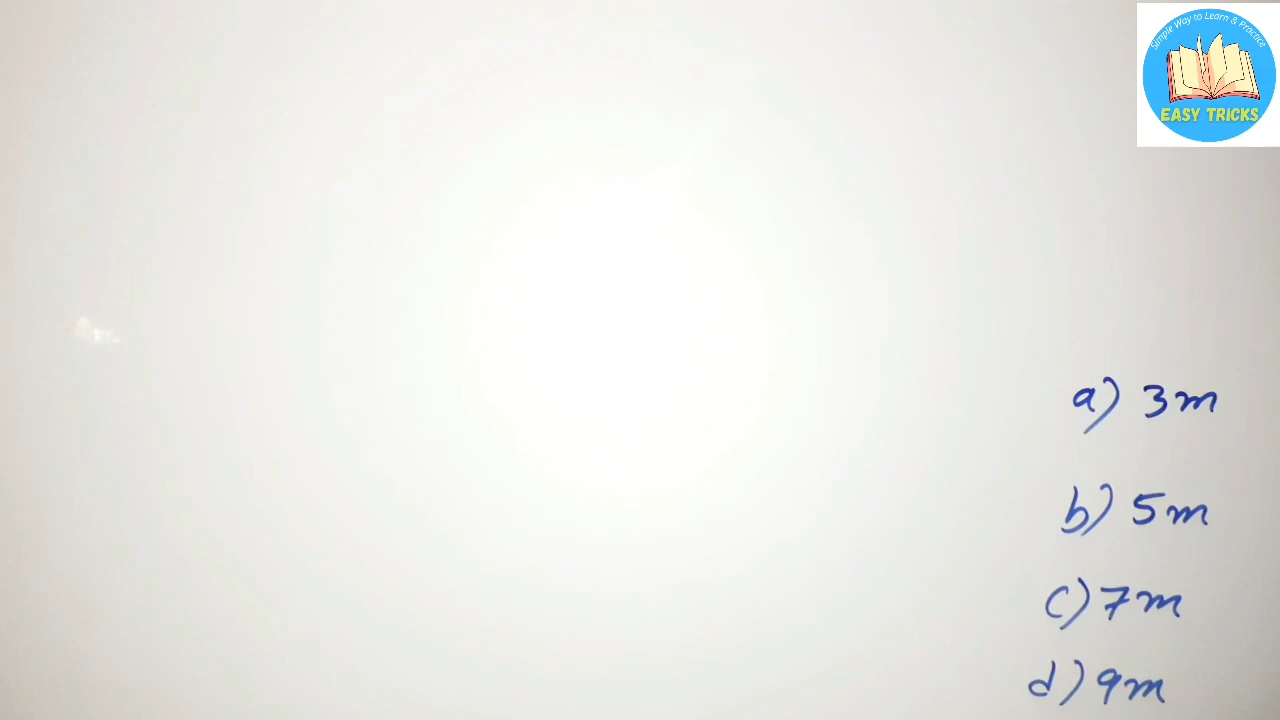 Simple Way to Learn & Practice
EASY TRICKS
a) 3m
b) 5m
c) 7m
d) 9m